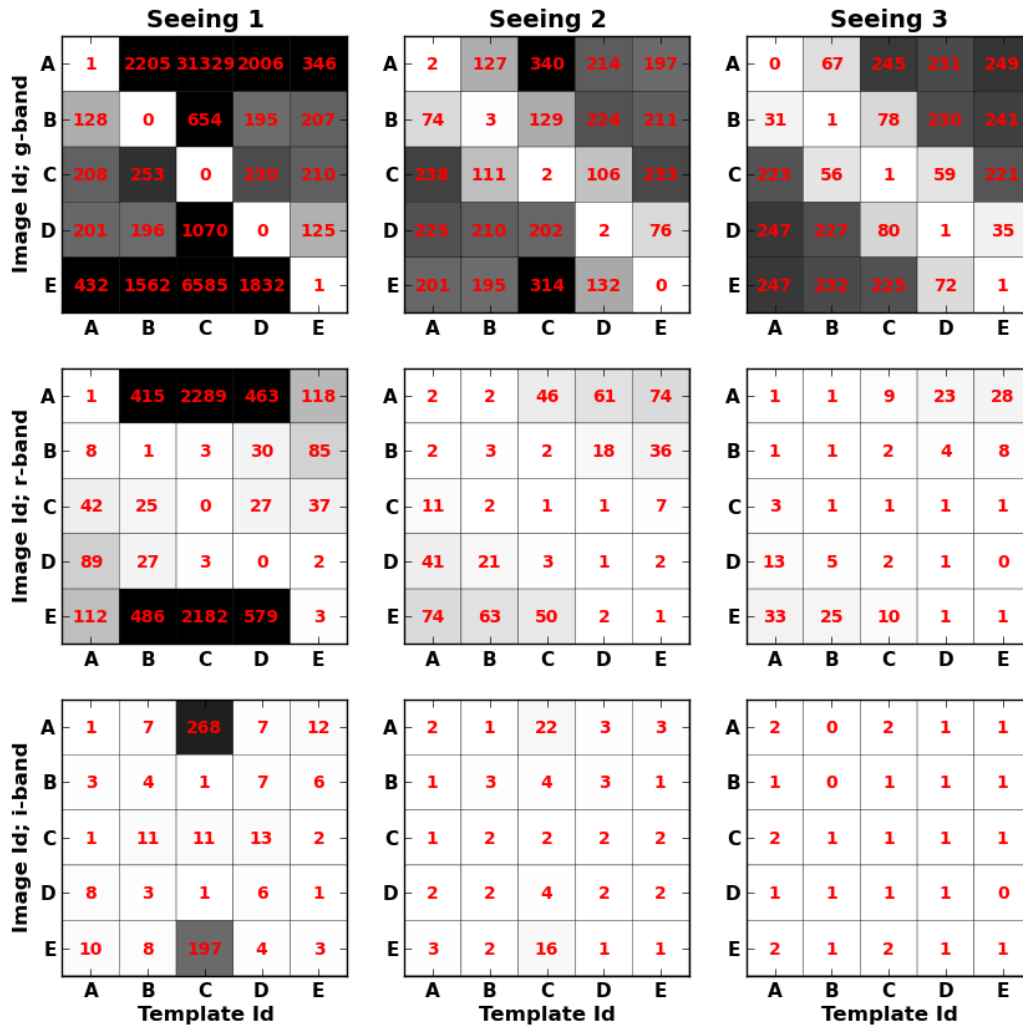 Seeing 1 Seeing 2 Seeing 3
Image Id; g-band
A 1 2205 31329 2006 346 A 2 127 340 214 197 A 0 67 245 231 249
B 128 0 654 195 207 B 74 3 129 224 211 B 31 1 78 230 241
C 208 253 0 230 210 C 238 111 2 106 233 C 223 56 1 59 221
D 201 196 1070 0 125 D 225 210 202 2 76 D 247 227 80 1 35
E 432 1562 6585 1832 1 E 201 195 314 132 0 E 247 232 225 72 1
A B C D E A B C D E A B C D E
Image Id; r-band
A 1 415 2289 463 118 A 2 2 46 61 74 A 1 1 9 23 28
B 8 1 3 30 85 B 2 3 2 18 36 B 1 1 2 4 8
C 42 25 0 27 37 C 11 2 1 1 7 C 3 1 1 1 1
D 89 27 3 0 2 D 41 21 3 1 2 D 13 5 2 1 0
E 112 486 2182 579 3 E 74 63 50 2 1 E 33 25 10 1 1
A B C D E A B C D E A B C D E
Image Id; i-band
A 1 7 268 7 12 A 2 1 22 3 3 A 2 0 2 1 1
B 3 4 1 7 6 B 1 3 4 3 1 B 1 0 1 1 1
C 1 11 11 13 2 C 1 2 2 2 2 C 2 1 1 1 1
D 8 3 1 6 1 D 2 2 4 2 2 D 1 1 1 1 0
E 10 8 197 4 3 E 3 2 16 1 1 E 2 1 2 1 1
A B C D E A B C D E A B C D E
Template Id Template Id Template Id